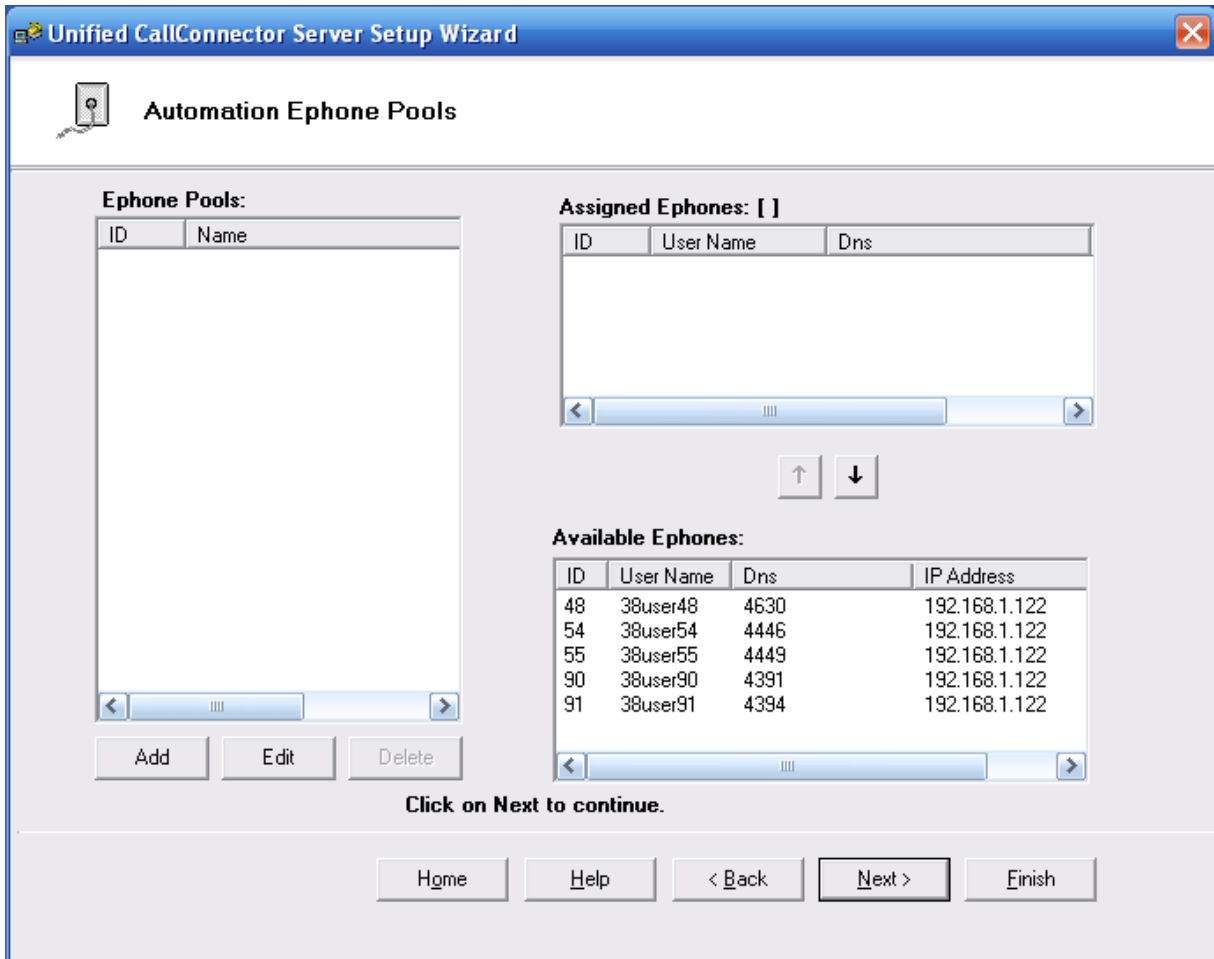 Unified CallConnector Server Setup Wizard
Automation Ephone Pools
Ephone Pools:
ID Name
Add Edit Delete
Assigned Ephones: [ ]
ID User Name Dns
Available Ephones:
ID User Name Dns IP Address
48 38user48 4630 192.168.1.122
54 38user54 4446 192.168.1.122
55 38user55 4449 192.168.1.122
90 38user90 4391 192.168.1.122
91 38user91 4394 192.168.1.122
Click on Next to continue.
Home Help < Back Next > Finish